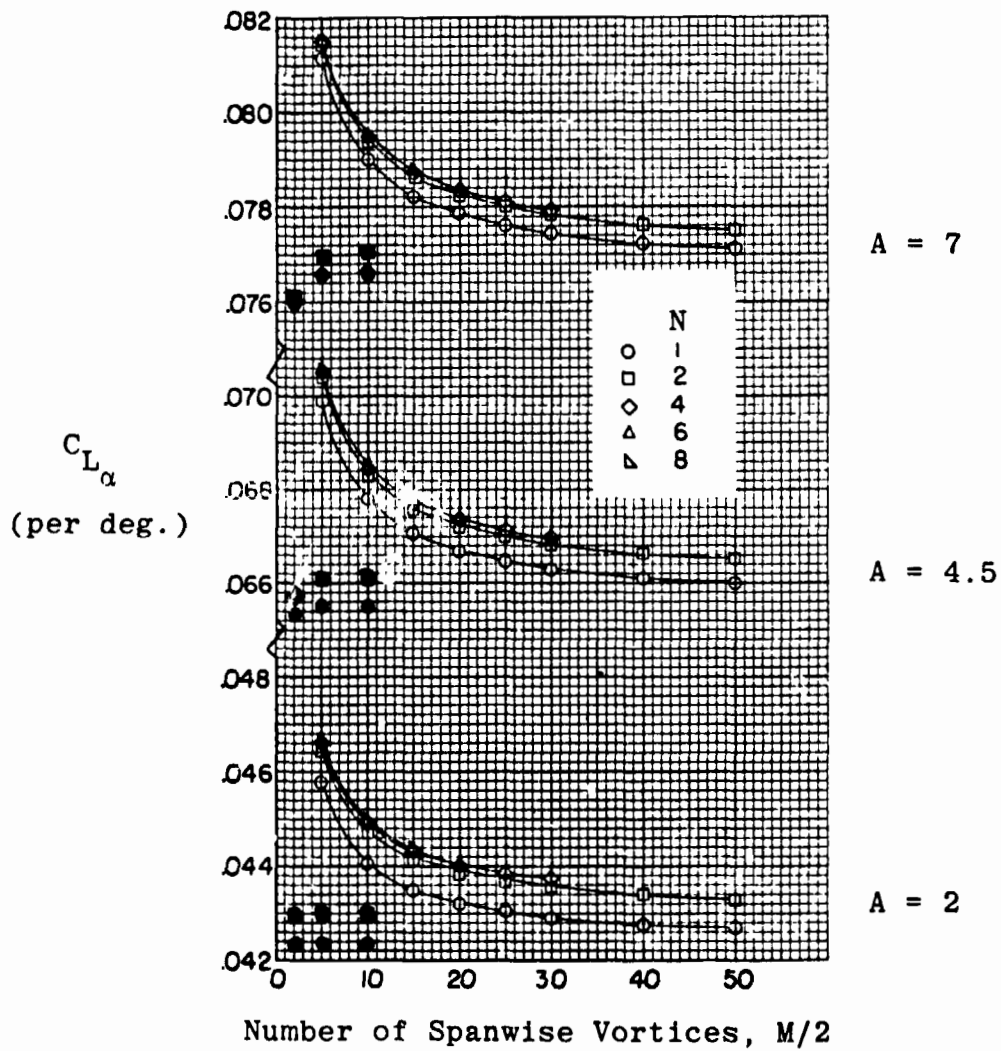 .082
.080
.078
.076
.070
.068
.066
.048
.046
.044
.042
C_Lα
(per deg.)
A = 7
A = 4.5
A = 2
N
1
2
4
6
8
0 10 20 30 40 50
Number of Spanwise Vortices, M/2